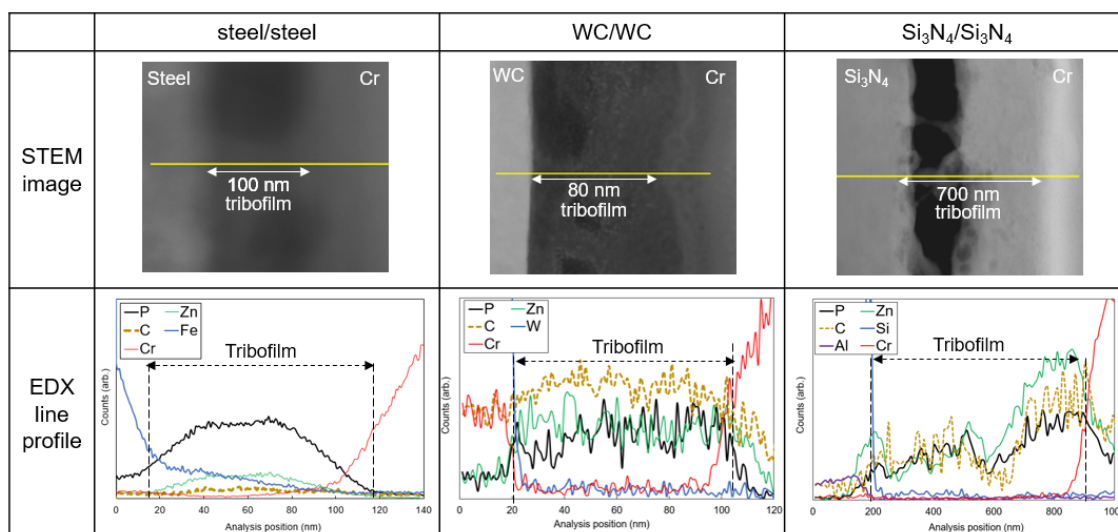 steel/steel
WC/WC
Si₃N₄/Si₃N₄
STEM
image
Steel
Cr
100 nm
tribofilm
WC
Cr
80 nm
tribofilm
Si₃N₄
Cr
700 nm
tribofilm
EDX
line
profile
P
Zn
C
Fe
Cr
Tribofilm
Counts (arb.)
0 20 40 60 80 100 120 140
Analysis position (nm)
P
Zn
C
W
Cr
Tribofilm
Counts (arb.)
0 20 40 60 80 100 120
Analysis position (nm)
P
Zn
C
Si
Al
Cr
Tribofilm
Counts (arb.)
0 200 400 600 800
Analysis position (nm)